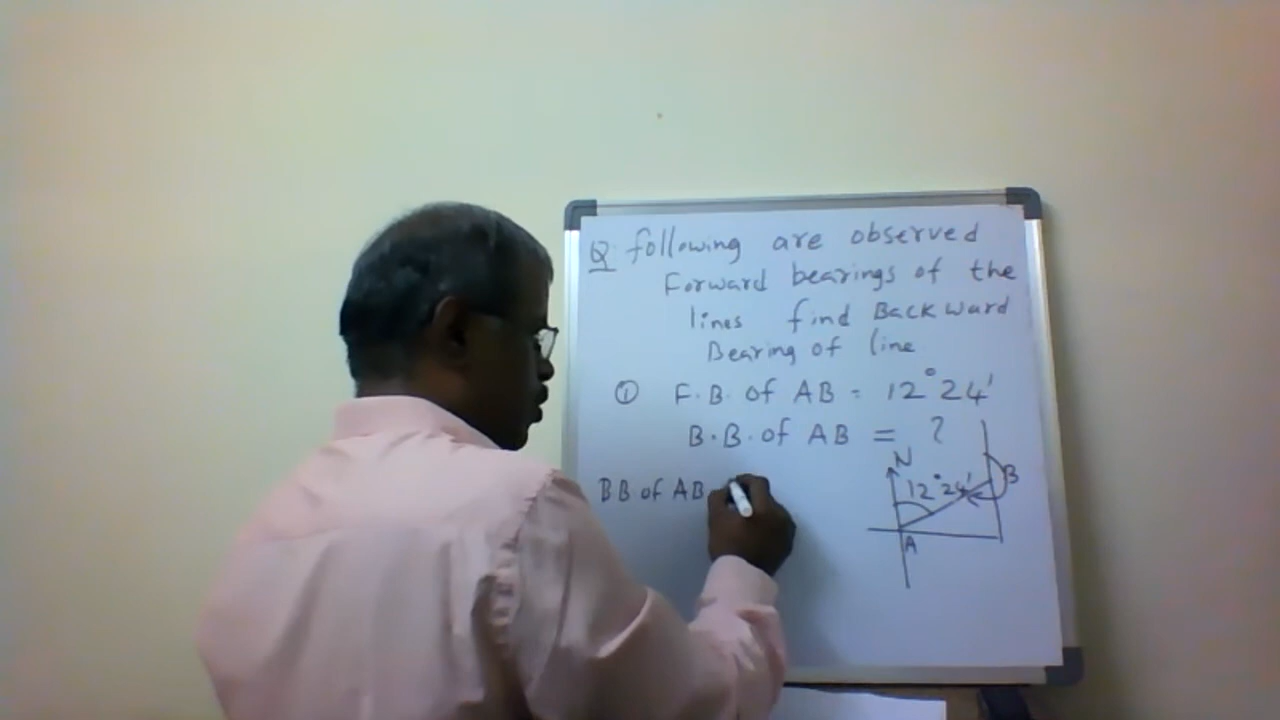 Q. Following are observed
Forward bearings of the
lines find Backward
Bearing of line
① F.B. of AB = 12°24'
B.B. of AB = ?
BB of AB
N
12°24'
B
A